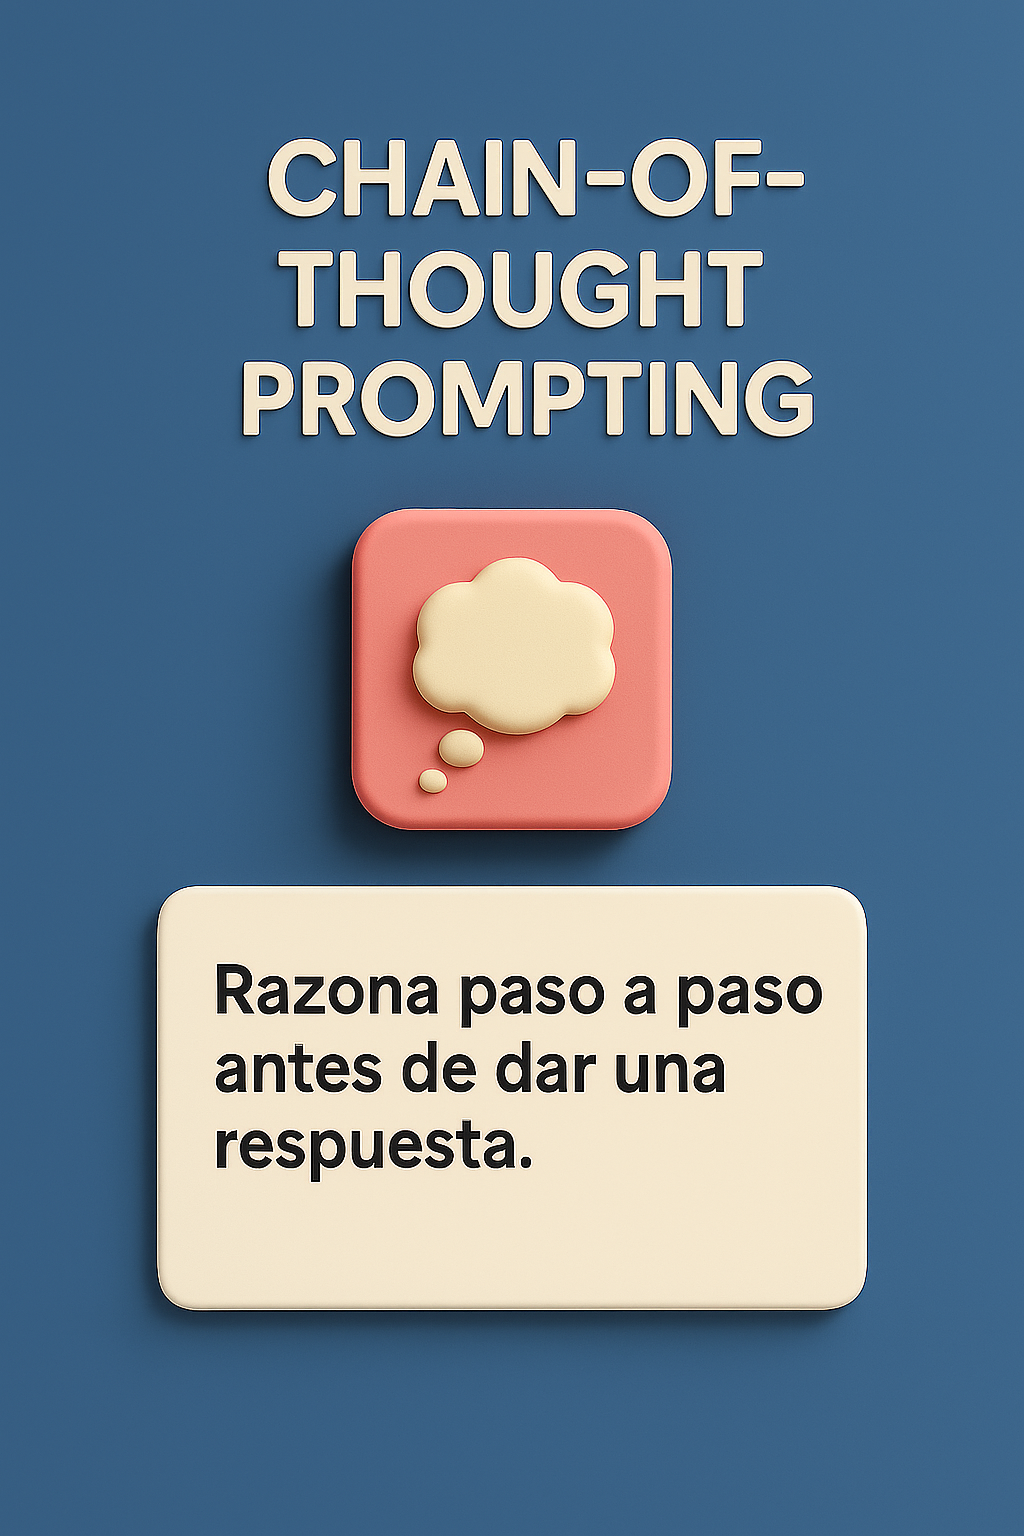 CHAIN-OF-
THOUGHT
PROMPTING
Razona paso a paso
antes de dar una
respuesta.